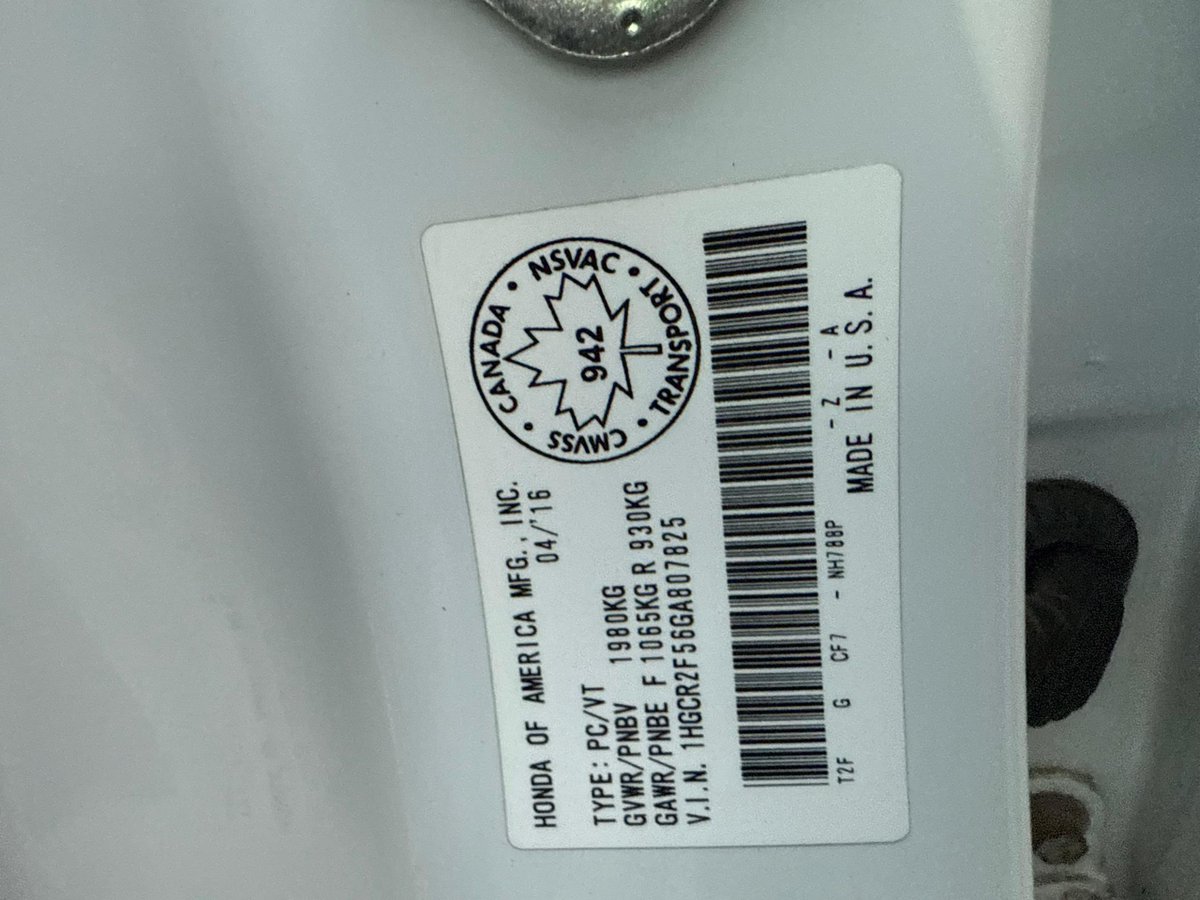 HONDA OF AMERICA MFG., INC.
04/'16
TYPE: PC/VT
GVWR/PNBV 1980KG
GAWR/PNBE F 1065KG R 930KG
V.I.N. 1HGCR2F56GA807825
CANADA • NSVAC • TRANSPORT • CMVSS •
942
T2F G CF7 - NH788P - Z - A
MADE IN U.S.A.